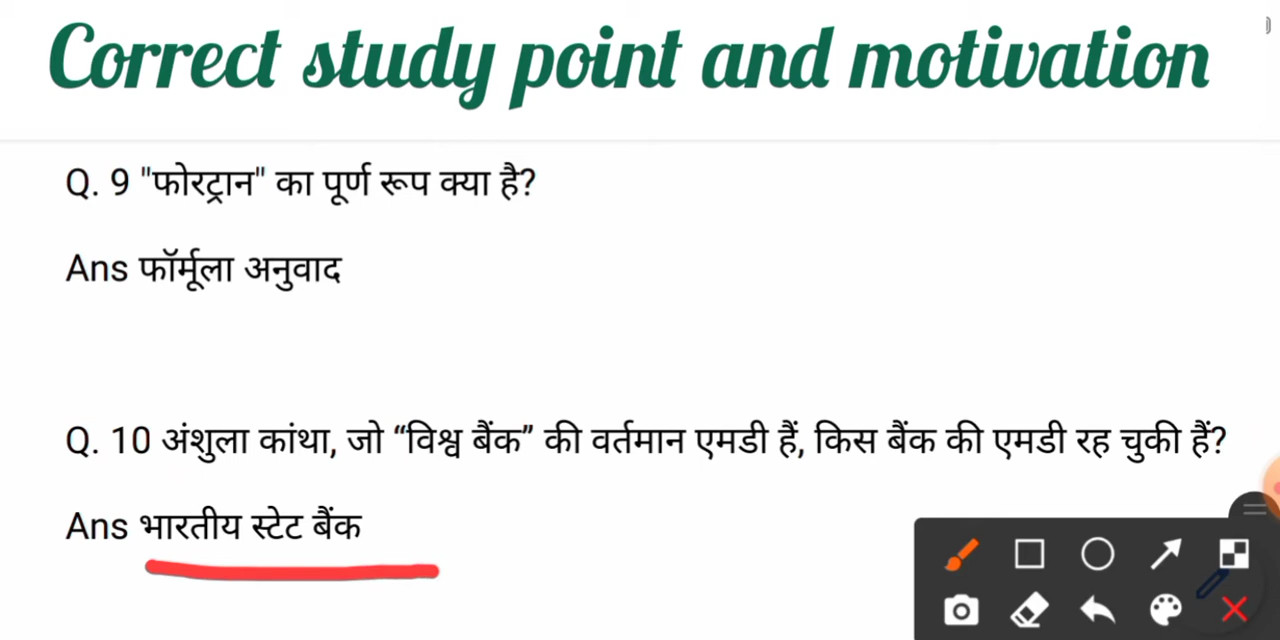 Correct study point and motivation
Q. 9 "फोरट्रान" का पूर्ण रूप क्या है?
Ans फॉर्मूला अनुवाद
Q. 10 अंशुला कांथा, जो “विश्व बैंक” की वर्तमान एमडी हैं, किस बैंक की एमडी रह चुकी हैं?
Ans भारतीय स्टेट बैंक